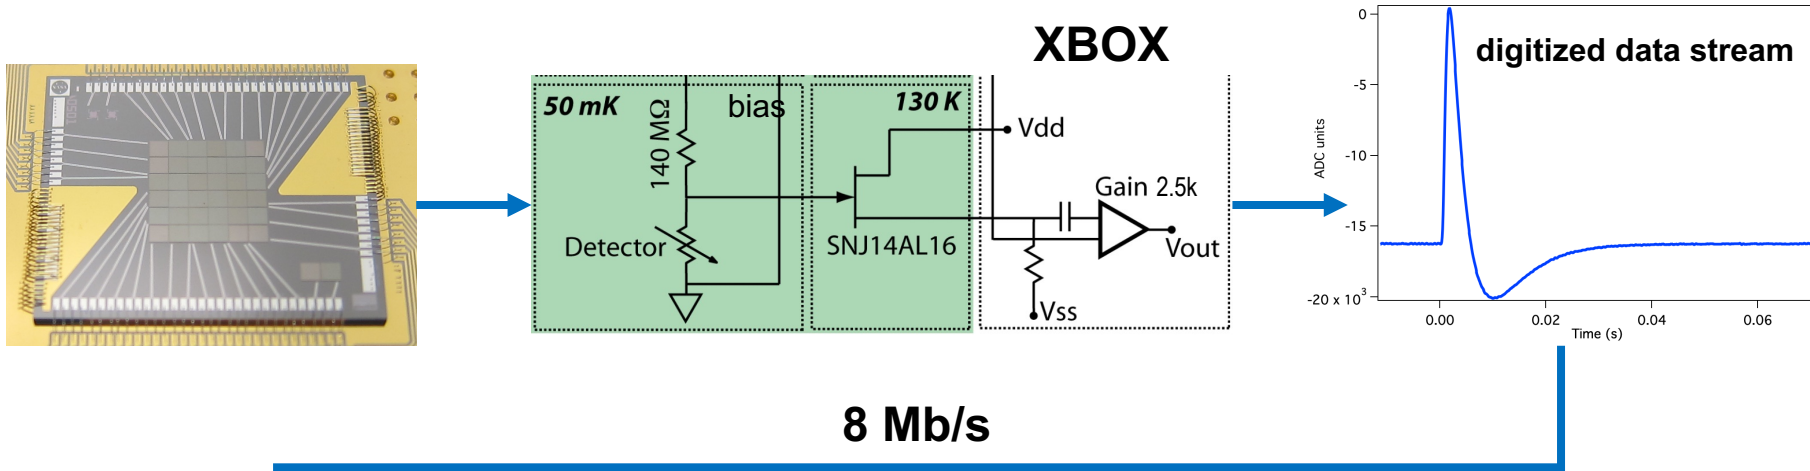 XBOX
digitized data stream
50 mK
bias
130 K
140 MΩ
Vdd
Gain 2.5k
Detector
SNJ14AL16
Vout
Vss
ADC units
0
-5
-10
-15
-20 x 10³
0.00
0.02
0.04
0.06
Time (s)
8 Mb/s